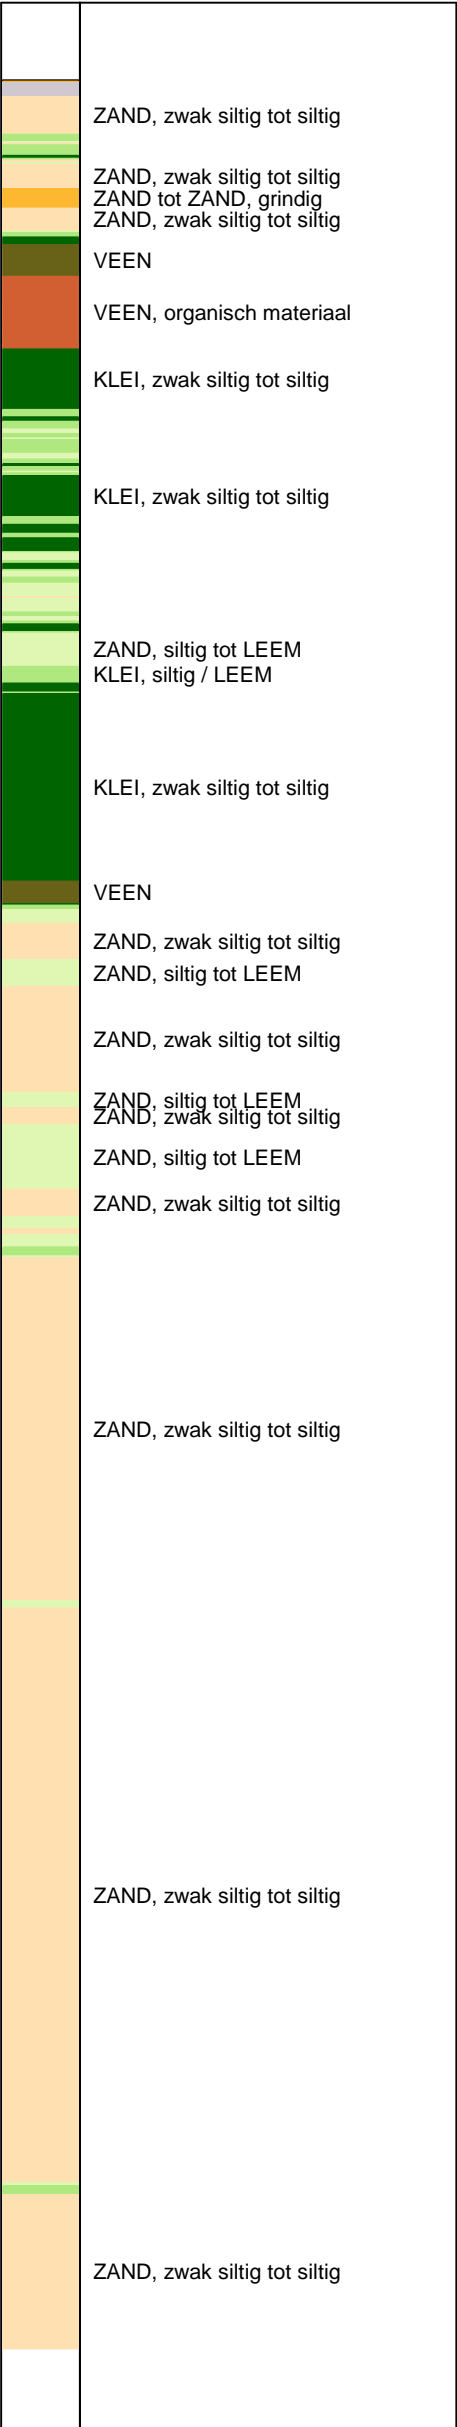 ZAND, zwak siltig tot siltig
ZAND, zwak siltig tot siltig
ZAND tot ZAND, grindig
ZAND, zwak siltig tot siltig
VEEN
VEEN, organisch materiaal
KLEI, zwak siltig tot siltig
KLEI, zwak siltig tot siltig
ZAND, siltig tot LEEM
KLEI, siltig / LEEM
KLEI, zwak siltig tot siltig
VEEN
ZAND, zwak siltig tot siltig
ZAND, siltig tot LEEM
ZAND, zwak siltig tot siltig
ZAND, siltig tot LEEM
ZAND, zwak siltig tot siltig
ZAND, siltig tot LEEM
ZAND, zwak siltig tot siltig
ZAND, zwak siltig tot siltig
ZAND, zwak siltig tot siltig
ZAND, zwak siltig tot siltig